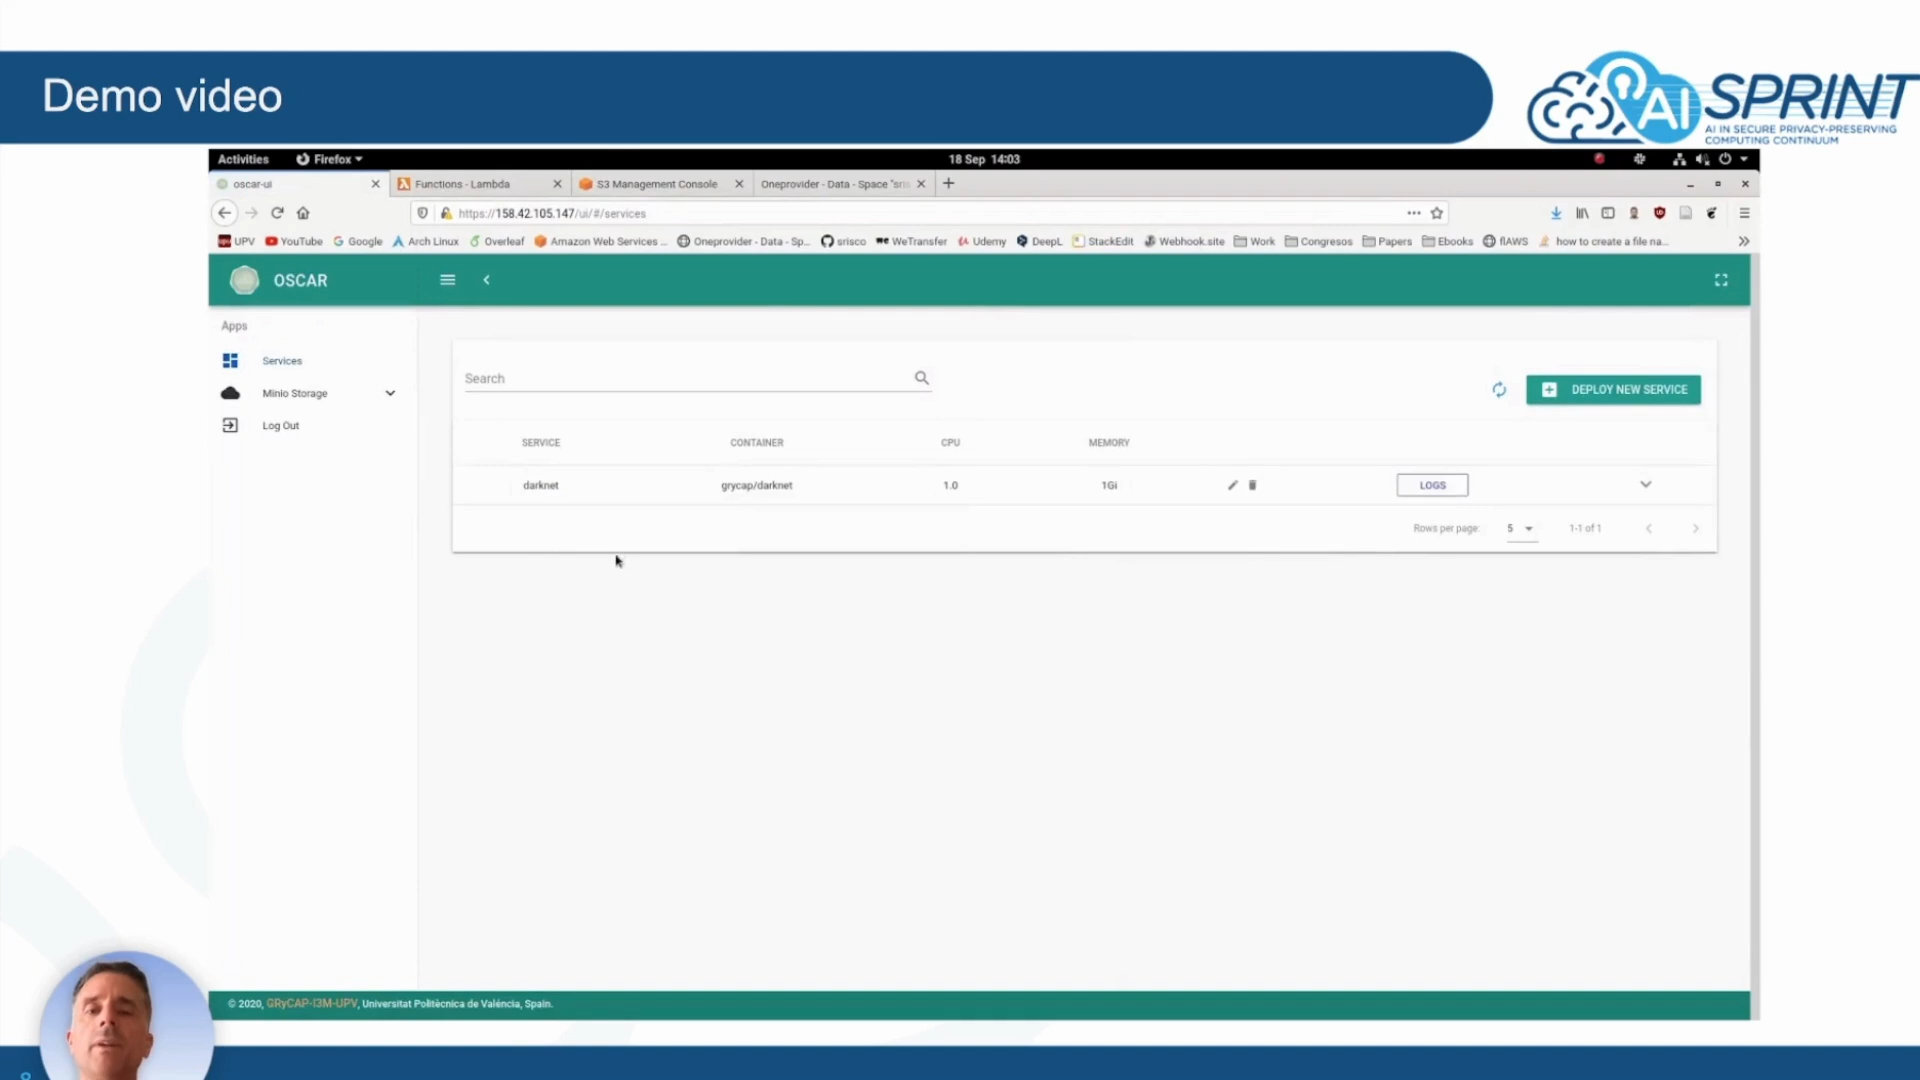 Demo video
AI SPRINT
AI IN SECURE PRIVACY-PRESERVING
COMPUTING CONTINUUM
Activities Firefox 18 Sep 14:03
oscar-ui Functions - Lambda S3 Management Console Oneprovider - Data - Space "sris
https://158.42.105.147/ui/#/services
UPV YouTube Google Arch Linux Overleaf Amazon Web Services ... Oneprovider - Data - Sp... srisco WeTransfer Udemy DeepL StackEdit Webhook.site Work Congresos Papers Ebooks flAWS how to create a file na...
OSCAR
Apps
Services
Minio Storage
Log Out
Search
DEPLOY NEW SERVICE
SERVICE CONTAINER CPU MEMORY
darknet grycap/darknet 1.0 1Gi LOGS
Rows per page: 5 1-1 of 1
© 2020, GRyCAP-I3M-UPV, Universitat Politècnica de València, Spain.